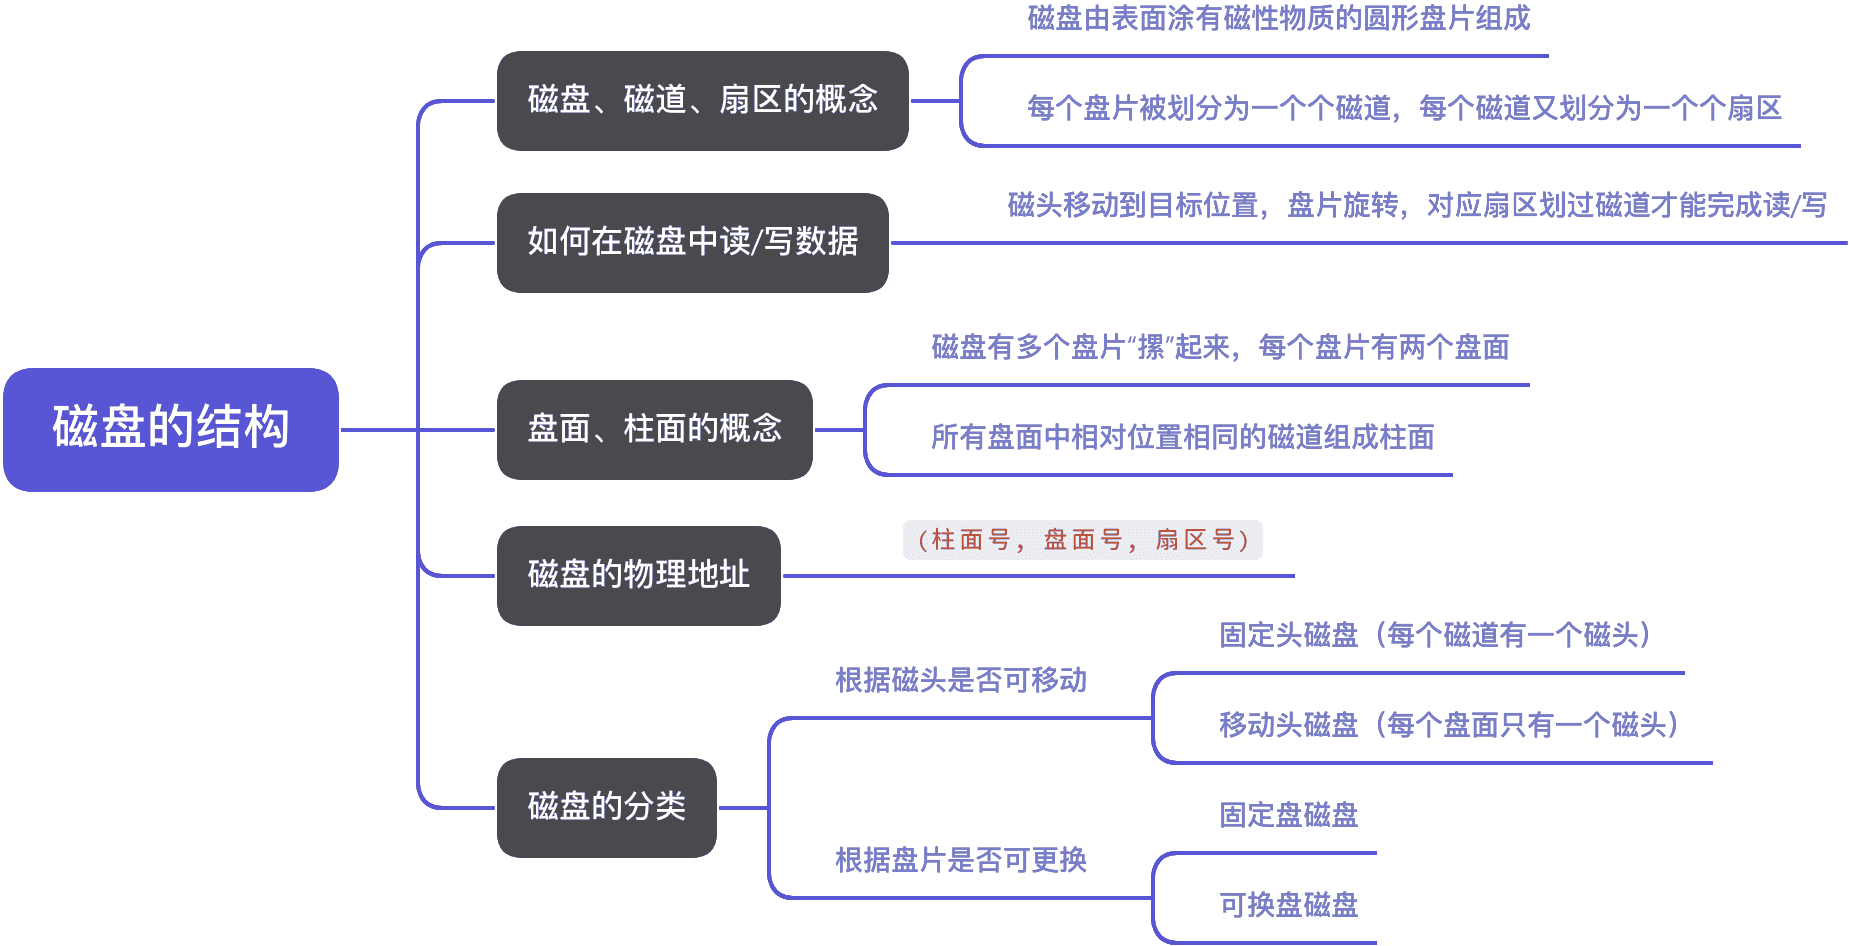 磁盘的结构
磁盘、磁道、扇区的概念
磁盘由表面涂有磁性物质的圆形盘片组成
每个盘片被划分为一个个磁道，每个磁道又划分为一个个扇区
如何在磁盘中读/写数据
磁头移动到目标位置，盘片旋转，对应扇区划过磁道才能完成读/写
盘面、柱面的概念
磁盘有多个盘片“摞”起来，每个盘片有两个盘面
所有盘面中相对位置相同的磁道组成柱面
磁盘的物理地址
(柱面号，盘面号，扇区号)
磁盘的分类
根据磁头是否可移动
固定头磁盘（每个磁道有一个磁头）
移动头磁盘（每个盘面只有一个磁头）
根据盘片是否可更换
固定盘磁盘
可换盘磁盘